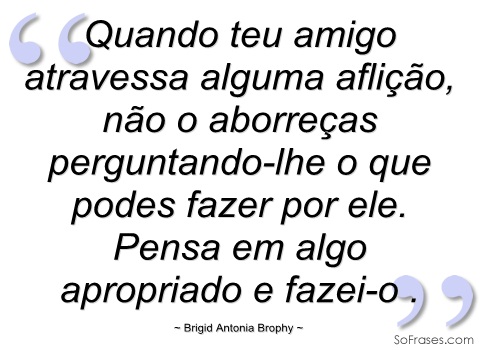 Quando teu amigo
atravessa alguma aflição,
não o aborreças
perguntando-lhe o que
podes fazer por ele.
Pensa em algo
apropriado e fazei-o .
~ Brigid Antonia Brophy ~
SoFrases.com